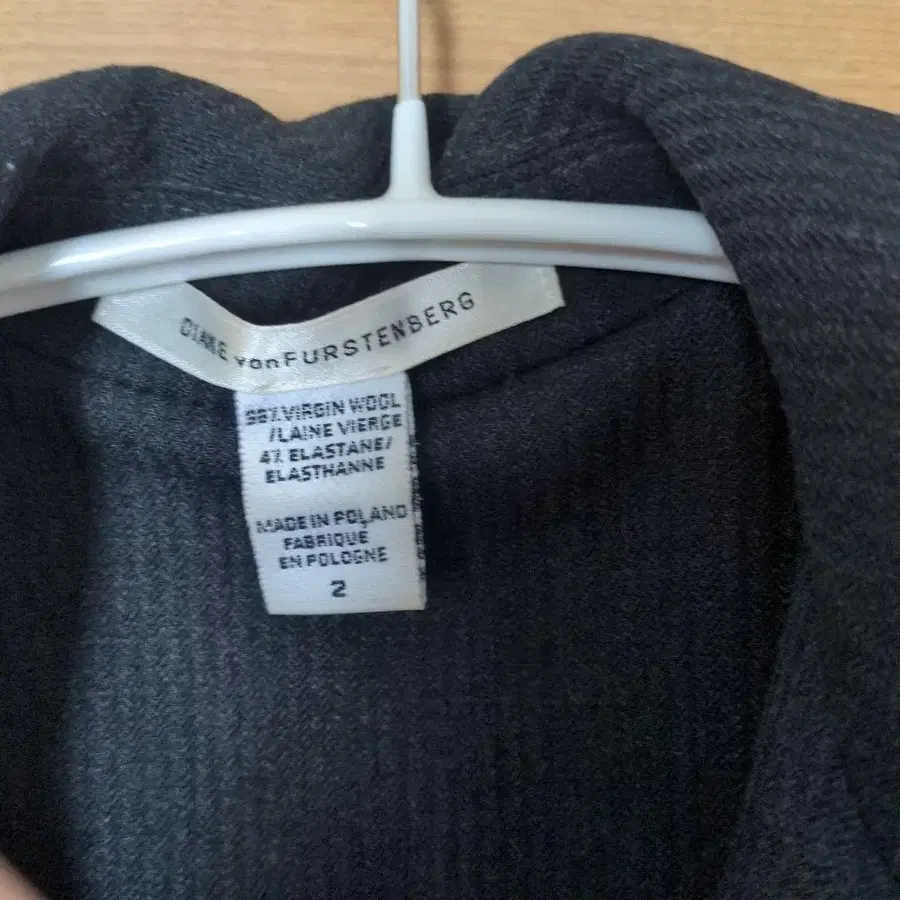 DIANE von FURSTENBERG
96% VIRGIN WOOL
/LAINE VIERGE
4% ELASTANE/
ELASTHANNE
MADE IN POLAND
FABRIQUE
EN POLOGNE
2